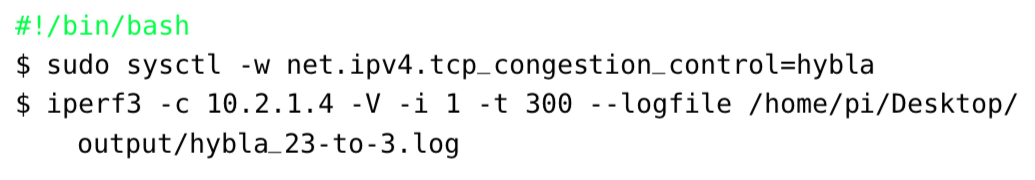 #!/bin/bash
$ sudo sysctl -w net.ipv4.tcp_congestion_control=hybla
$ iperf3 -c 10.2.1.4 -V -i 1 -t 300 --logfile /home/pi/Desktop/
output/hybla_23-to-3.log